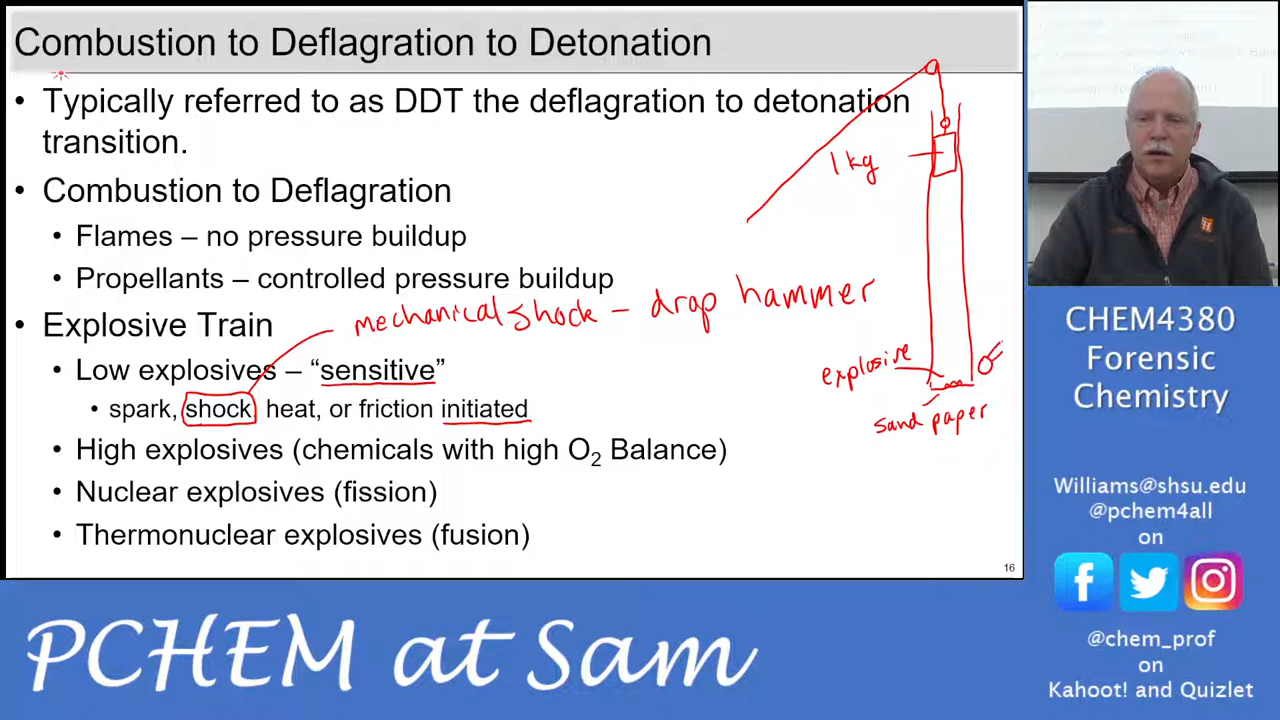 Combustion to Deflagration to Detonation
• Typically referred to as DDT the deflagration to detonation
transition.
• Combustion to Deflagration
• Flames – no pressure buildup
• Propellants – controlled pressure buildup
• Explosive Train
• Low explosives – “sensitive”
• spark, shock, heat, or friction initiated
• High explosives (chemicals with high O₂ Balance)
• Nuclear explosives (fission)
• Thermonuclear explosives (fusion)
1 kg
mechanical shock – drop hammer
explosive
sand paper
16
CHEM4380
Forensic
Chemistry
Williams@shsu.edu
@pchem4all
on
@chem_prof
on
Kahoot! and Quizlet
PCHEM at Sam